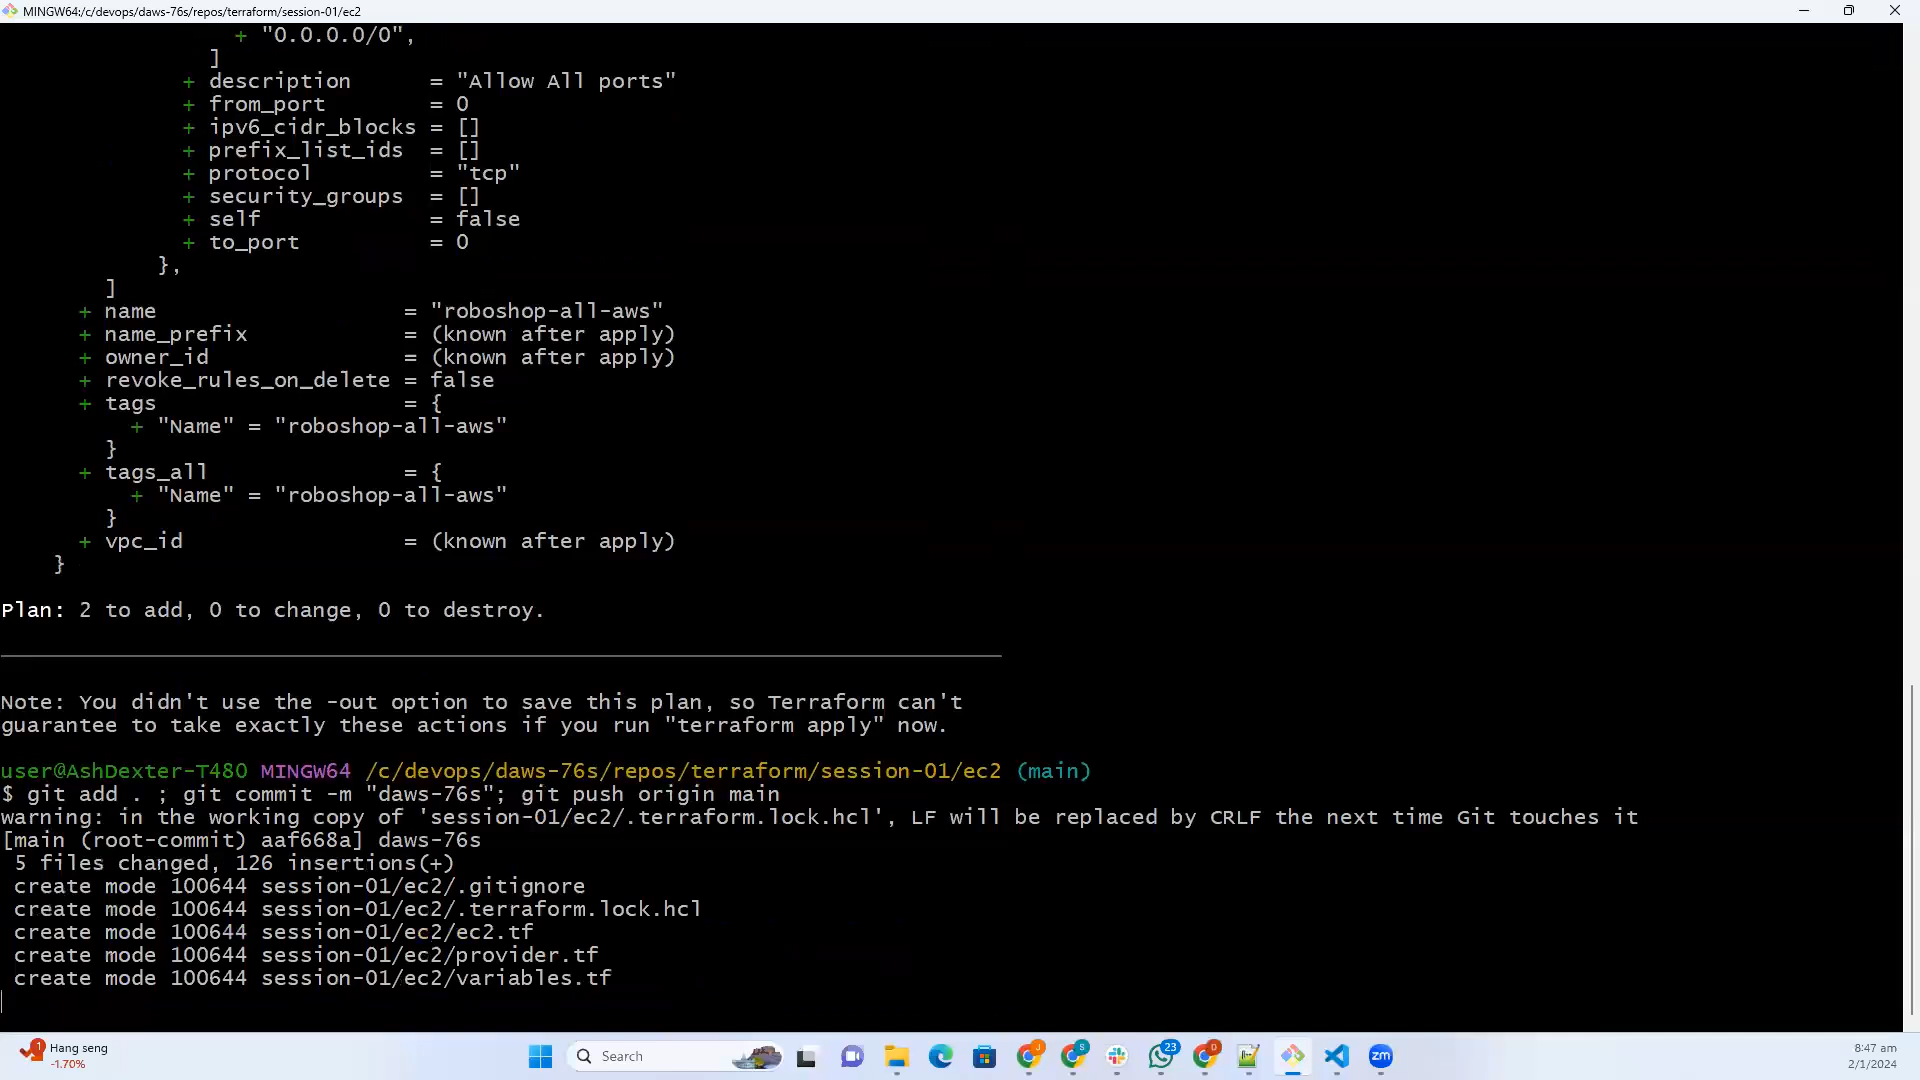 MINGW64:/c/devops/daws-76s/repos/terraform/session-01/ec2
+ "0.0.0.0/0",
]
+ description = "Allow All ports"
+ from_port = 0
+ ipv6_cidr_blocks = []
+ prefix_list_ids = []
+ protocol = "tcp"
+ security_groups = []
+ self = false
+ to_port = 0
},
]
+ name = "roboshop-all-aws"
+ name_prefix = (known after apply)
+ owner_id = (known after apply)
+ revoke_rules_on_delete = false
+ tags = {
+ "Name" = "roboshop-all-aws"
}
+ tags_all = {
+ "Name" = "roboshop-all-aws"
}
+ vpc_id = (known after apply)
}
Plan: 2 to add, 0 to change, 0 to destroy.
Note: You didn't use the -out option to save this plan, so Terraform can't
guarantee to take exactly these actions if you run "terraform apply" now.
user@AshDexter-T480 MINGW64 /c/devops/daws-76s/repos/terraform/session-01/ec2 (main)
$ git add . ; git commit -m "daws-76s"; git push origin main
warning: in the working copy of 'session-01/ec2/.terraform.lock.hcl', LF will be replaced by CRLF the next time Git touches it
[main (root-commit) aaf668a] daws-76s
5 files changed, 126 insertions(+)
create mode 100644 session-01/ec2/.gitignore
create mode 100644 session-01/ec2/.terraform.lock.hcl
create mode 100644 session-01/ec2/ec2.tf
create mode 100644 session-01/ec2/provider.tf
create mode 100644 session-01/ec2/variables.tf
1
Hang seng
-1.70%
Search
J
S
23
D
zm
8:47 am
2/1/2024